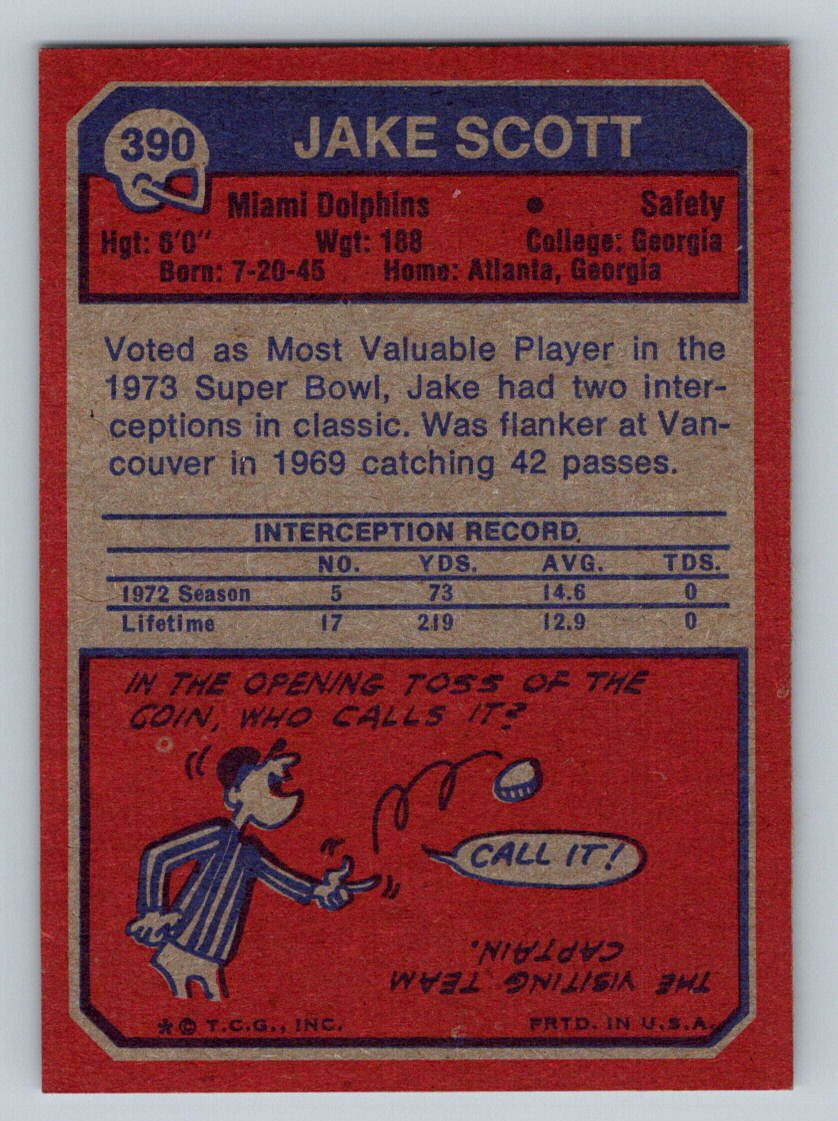 390
JAKE SCOTT
Miami Dolphins • Safety
Hgt: 6'0" Wgt: 188 College: Georgia
Born: 7-20-45 Home: Atlanta, Georgia
Voted as Most Valuable Player in the
1973 Super Bowl, Jake had two inter-
ceptions in classic. Was flanker at Van-
couver in 1969 catching 42 passes.
INTERCEPTION RECORD
NO. YDS. AVG. TDS.
1972 Season 5 73 14.6 0
Lifetime 17 219 12.9 0
IN THE OPENING TOSS OF THE
COIN, WHO CALLS IT?
CALL IT!
THE VISITING TEAM
CAPTAIN.
* © T.C.G., INC. PRTD. IN U.S.A.